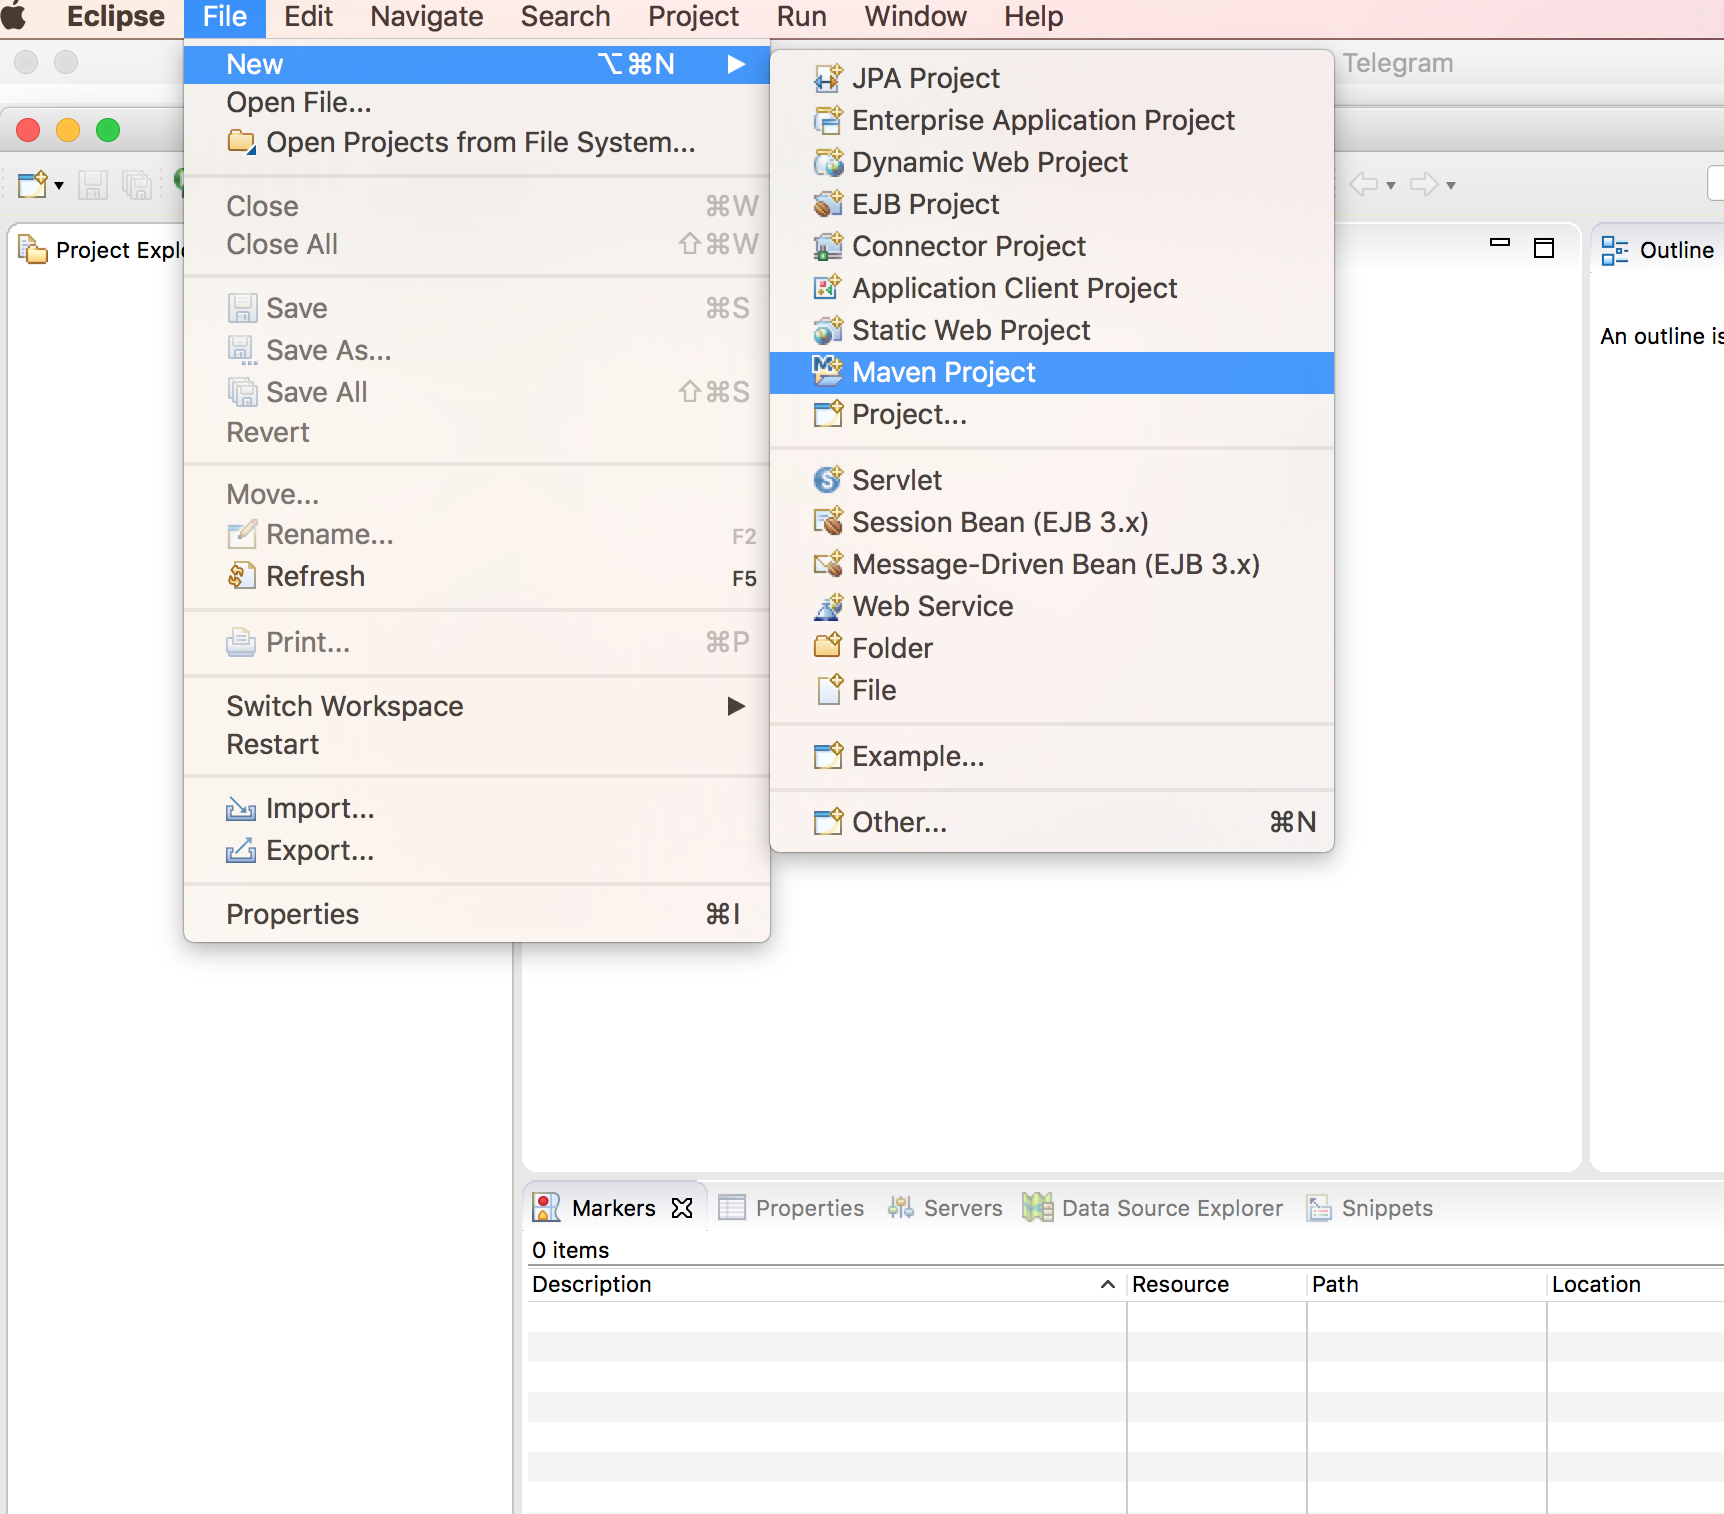 Eclipse File Edit Navigate Search Project Run Window Help
Telegram
New ⌥⌘N
Open File...
Open Projects from File System...
Close ⌘W
Close All ⇧⌘W
Save ⌘S
Save As...
Save All ⇧⌘S
Revert
Move...
Rename... F2
Refresh F5
Print... ⌘P
Switch Workspace
Restart
Import...
Export...
Properties ⌘I
JPA Project
Enterprise Application Project
Dynamic Web Project
EJB Project
Connector Project
Application Client Project
Static Web Project
Maven Project
Project...
Servlet
Session Bean (EJB 3.x)
Message-Driven Bean (EJB 3.x)
Web Service
Folder
File
Example...
Other... ⌘N
Project Explo
Outline
An outline is
Markers Properties Servers Data Source Explorer Snippets
0 items
Description Resource Path Location